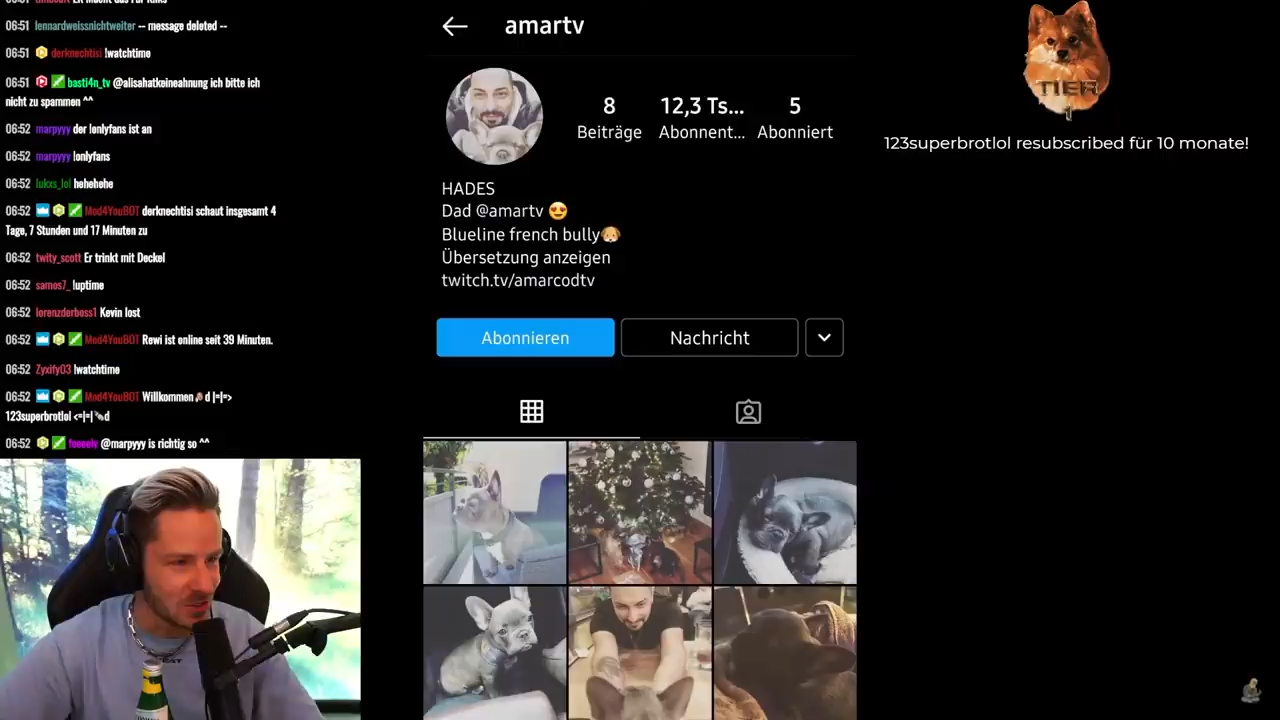 06:51 lennardweissnichtweiter -- message deleted --
06:51 derknechtisi !watchtime
06:51 basti4n_tv @alisahatkeineahnung ich bitte ich
nicht zu spammen ^^
06:52 marpyyy der !onlyfans ist an
06:52 marpyyy !onlyfans
06:52 lukxs_lol hehehehe
06:52 Mod4YouBOT derknechtisi schaut insgesamt 4
Tage, 7 Stunden und 17 Minuten zu
06:52 twity_scott Er trinkt mit Deckel
06:52 samos7_ !uptime
06:52 lorenzderboss1 Kevin lost
06:52 Mod4YouBOT Rewi ist online seit 39 Minuten.
06:52 Zyxify03 !watchtime
06:52 Mod4YouBOT Willkommen d |=|=>
123superbrotlol <=|=| d
06:52 @marpyyy is richtig so ^^
amartv
8 12,3 Ts... 5
Beiträge Abonnent... Abonniert
HADES
Dad @amartv 😍
Blueline french bully🐶
Übersetzung anzeigen
twitch.tv/amarcodtv
Abonnieren Nachricht
TIER
1
123superbrotlol resubscribed für 10 monate!